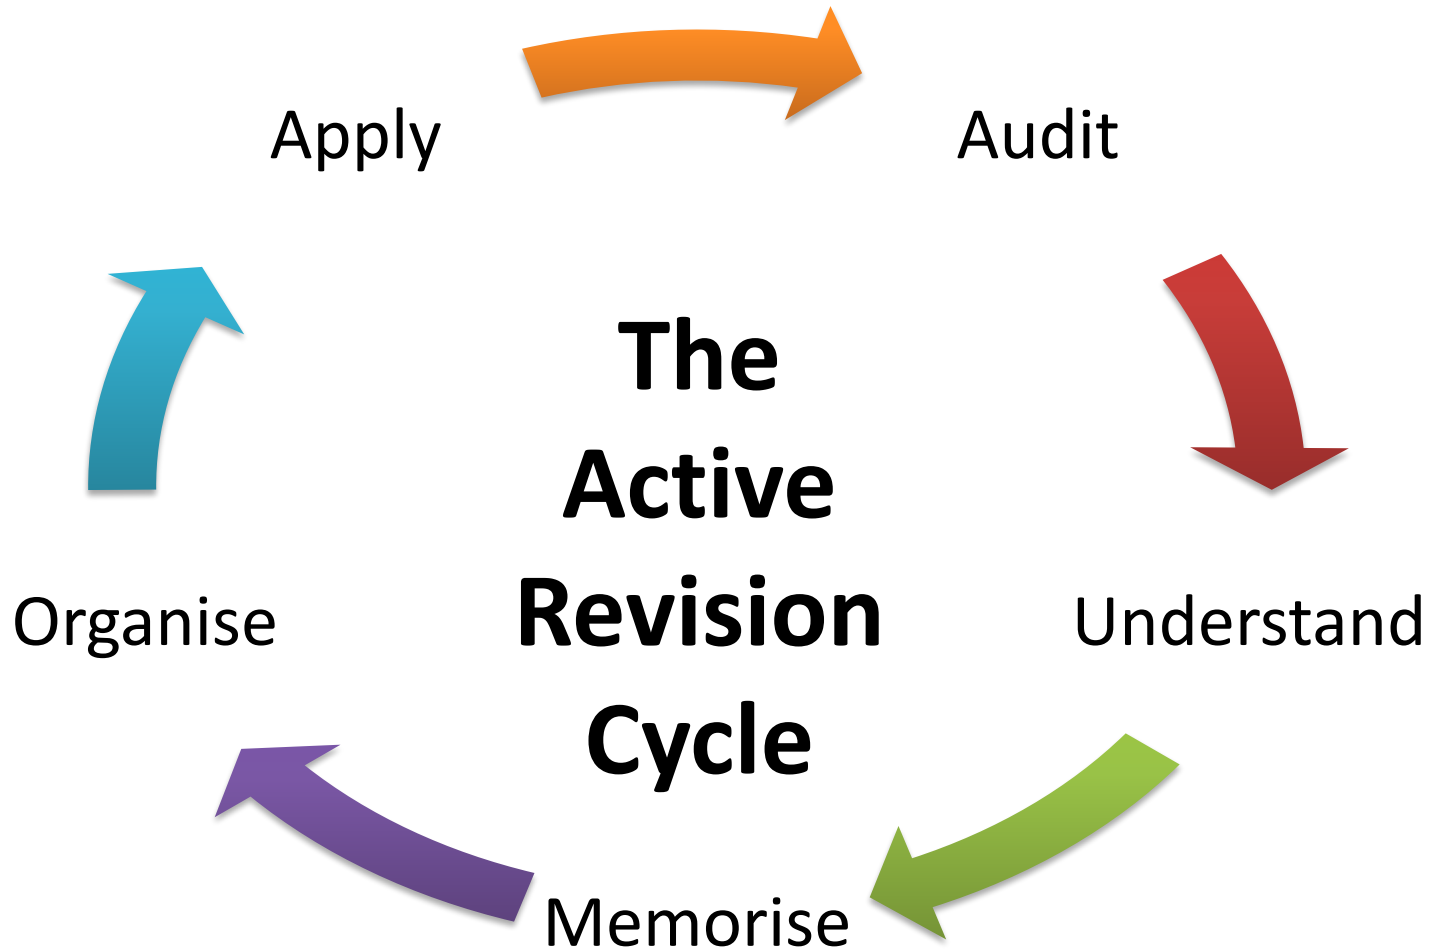 Apply
Audit
The
Active
Revision
Cycle
Organise
Understand
Memorise